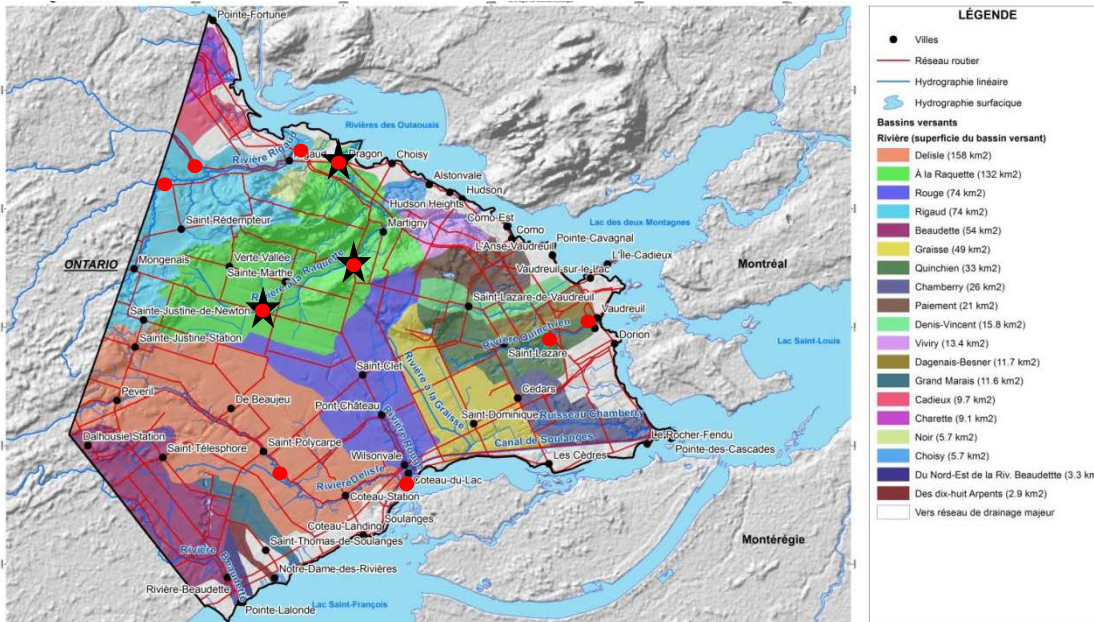 Pointe-Fortune
Rivières des Outaouais
Rivière Rigaud
Rigaud
Dragon
Choisy
Alstonvale
Hudson
Hudson Heights
Saint-Rédempteur
Martigny
Como-Est
Como
Lac des deux Montagnes
L'Anse-Vaudreuil
Pointe-Cavagnal
ONTARIO
Mongenais
Verte-Vallée
Sainte-Marthe
Rivière à la Raquette
Vaudreuil-sur-le Lac
L'Île-Cadieux
Montréal
Saint-Lazare-de-Vaudreuil
Sainte-Justine-de-Newton
Vaudreuil
Rivière Quinchien
Dorion
Lac Saint-Louis
Sainte-Justine-Station
Saint-Lazare
Saint-Clet
Rivière à la Graisse
Peveril
De Beaujeu
Pont-Château
Cedars
Saint-Dominique
Ruisseau Chamberry
Rivière Rouge
Dalhousie Station
Saint-Télesphore
Saint-Polycarpe
Canal de Soulanges
Le Rocher-Fendu
Pointe-des-Cascades
Wilsonvale
Les Cèdres
Rivière Delisle
Coteau-du-Lac
Coteau-Station
Soulanges
Coteau-Landing
Saint-Thomas-de-Soulanges
Montérégie
Rivière Beaudette
Notre-Dame-des-Rivières
Rivière-Beaudette
Pointe-Lalonde
Lac Saint-François
LÉGENDE
Villes
Réseau routier
Hydrographie linéaire
Hydrographie surfacique
Bassins versants
Rivière (superficie du bassin versant)
Delisle (158 km2)
À la Raquette (132 km2)
Rouge (74 km2)
Rigaud (74 km2)
Beaudette (54 km2)
Graisse (49 km2)
Quinchien (33 km2)
Chamberry (26 km2)
Paiement (21 km2)
Denis-Vincent (15.8 km2)
Viviry (13.4 km2)
Dagenais-Besner (11.7 km2)
Grand Marais (11.6 km2)
Cadieux (9.7 km2)
Charette (9.1 km2)
Noir (5.7 km2)
Choisy (5.7 km2)
Du Nord-Est de la Riv. Beaudettte (3.3 km
Des dix-huit Arpents (2.9 km2)
Vers réseau de drainage majeur